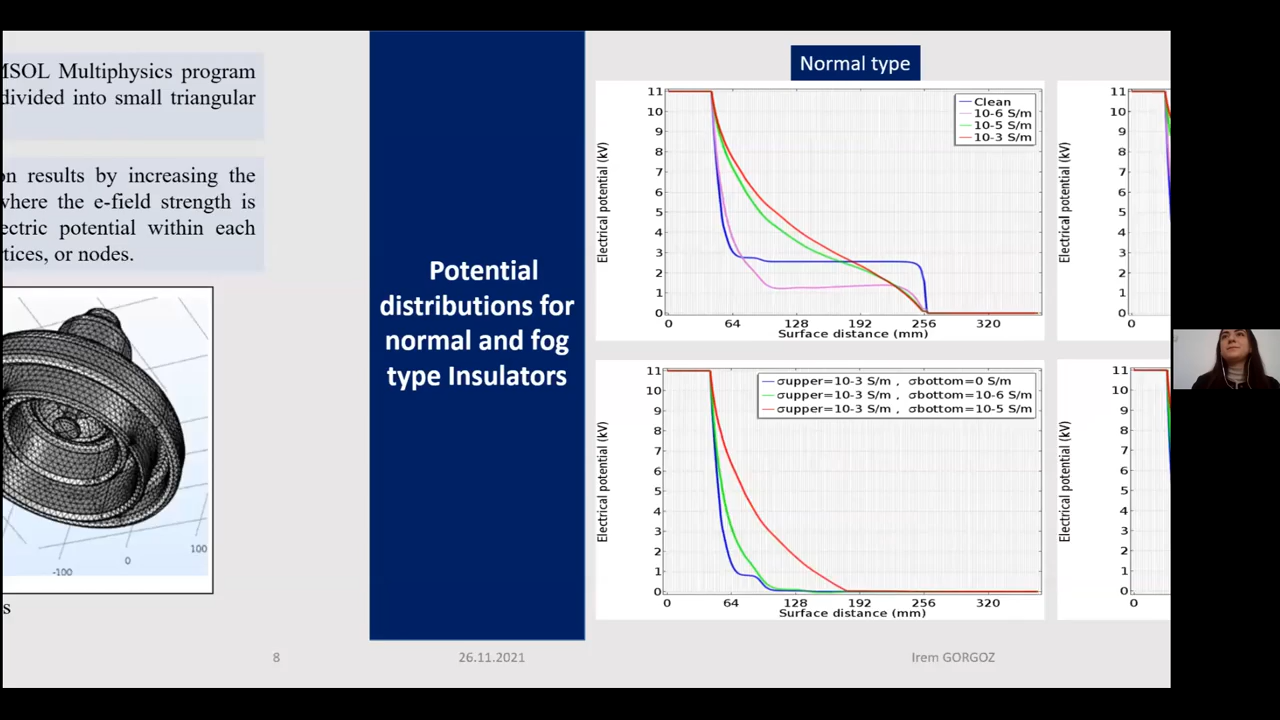 MSOL Multiphysics program
divided into small triangular
on results by increasing the
where the e-field strength is
ectric potential within each
tices, or nodes.
100
0
-100
s
8
Potential
distributions for
normal and fog
type Insulators
26.11.2021
Normal type
11
10
9
8
7
6
5
4
3
2
1
0
Electrical potential (kV)
Clean
10-6 S/m
10-5 S/m
10-3 S/m
0 64 128 192 256 320
Surface distance (mm)
11
10
9
8
7
6
5
4
3
2
1
0
Electrical potential (kV)
0
11
10
9
8
7
6
5
4
3
2
1
0
Electrical potential (kV)
σupper=10-3 S/m , σbottom=0 S/m
σupper=10-3 S/m , σbottom=10-6 S/m
σupper=10-3 S/m , σbottom=10-5 S/m
0 64 128 192 256 320
Surface distance (mm)
11
10
9
8
7
6
5
4
3
2
1
0
Electrical potential (kV)
0
Irem GORGOZ